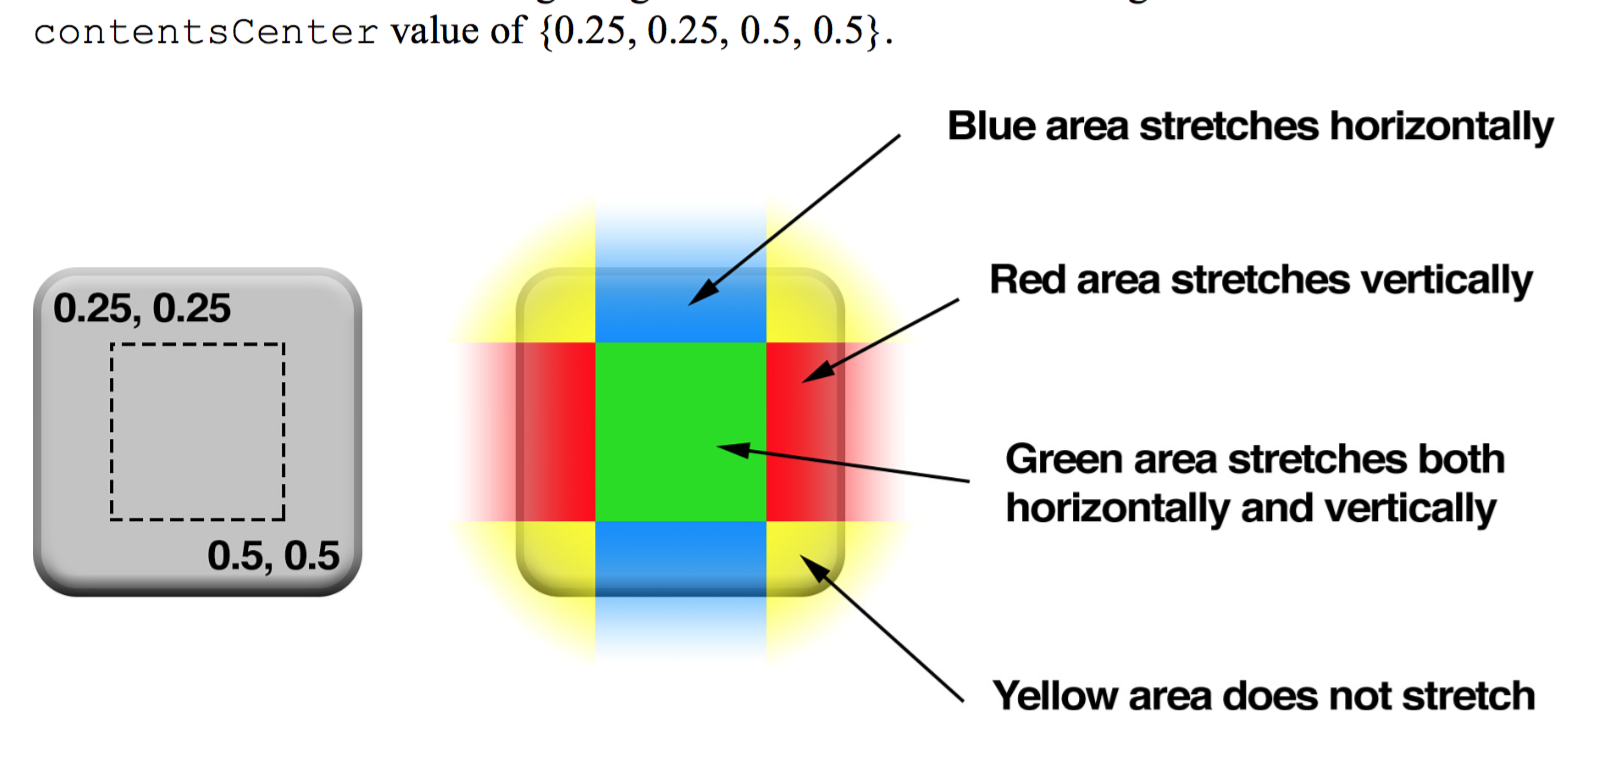 contentsCenter value of {0.25, 0.25, 0.5, 0.5}.
Blue area stretches horizontally
Red area stretches vertically
0.25, 0.25
Green area stretches both
horizontally and vertically
0.5, 0.5
Yellow area does not stretch